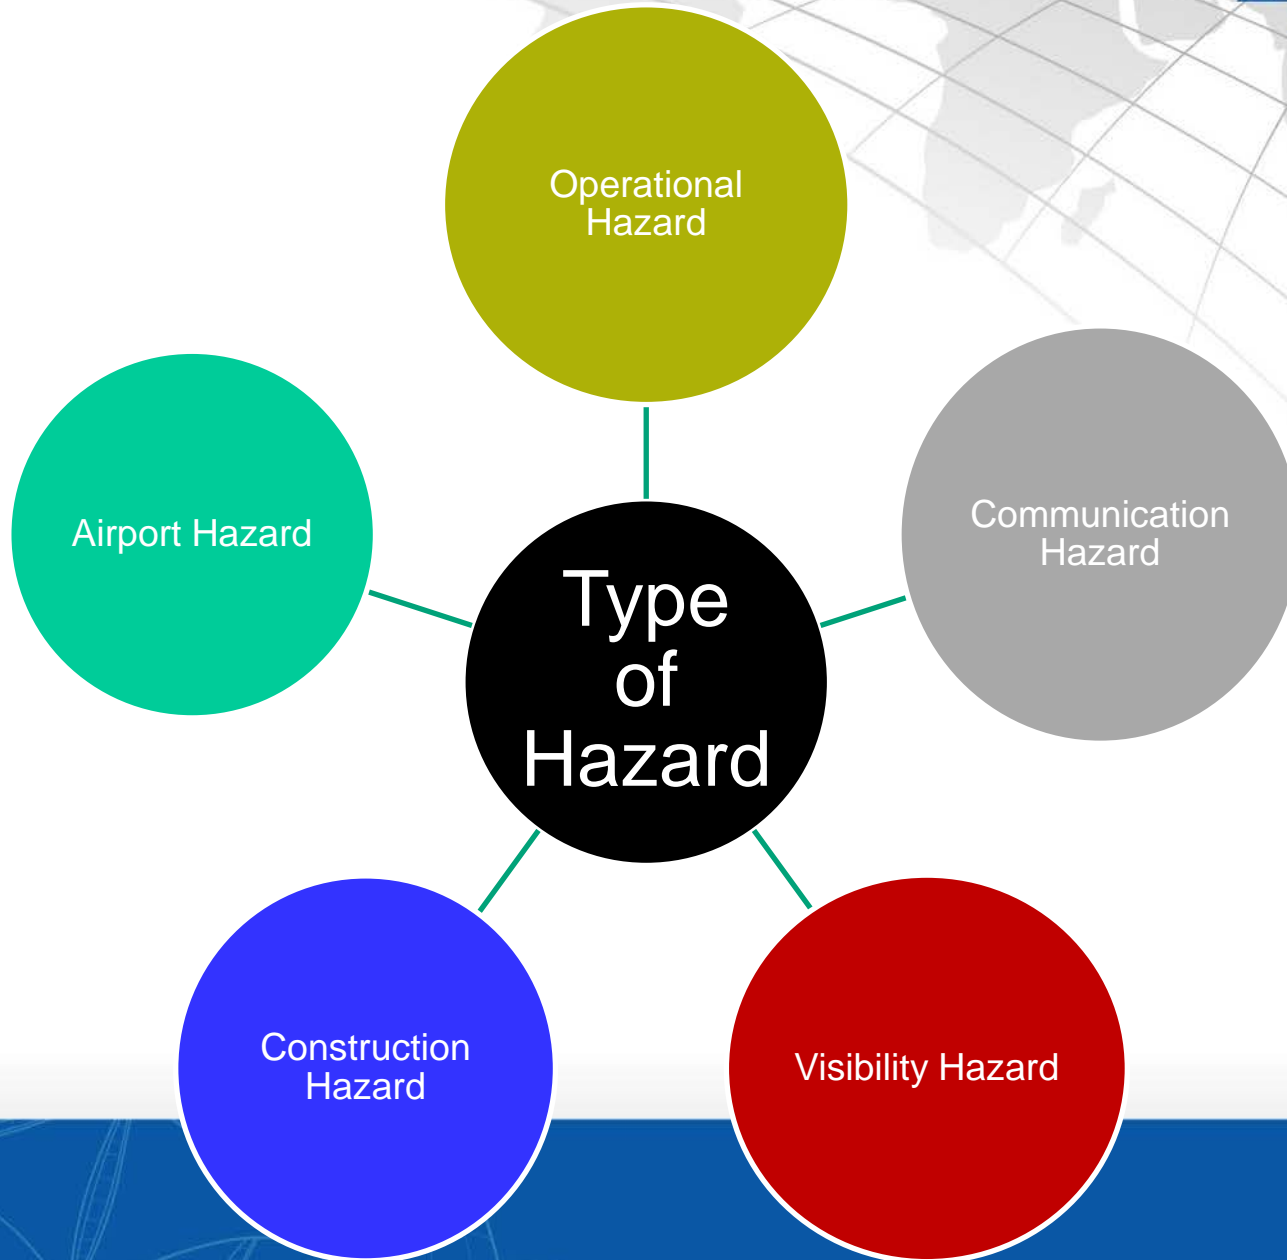 Operational
Hazard
Communication
Hazard
Airport Hazard
Type
of
Hazard
Construction
Hazard
Visibility Hazard